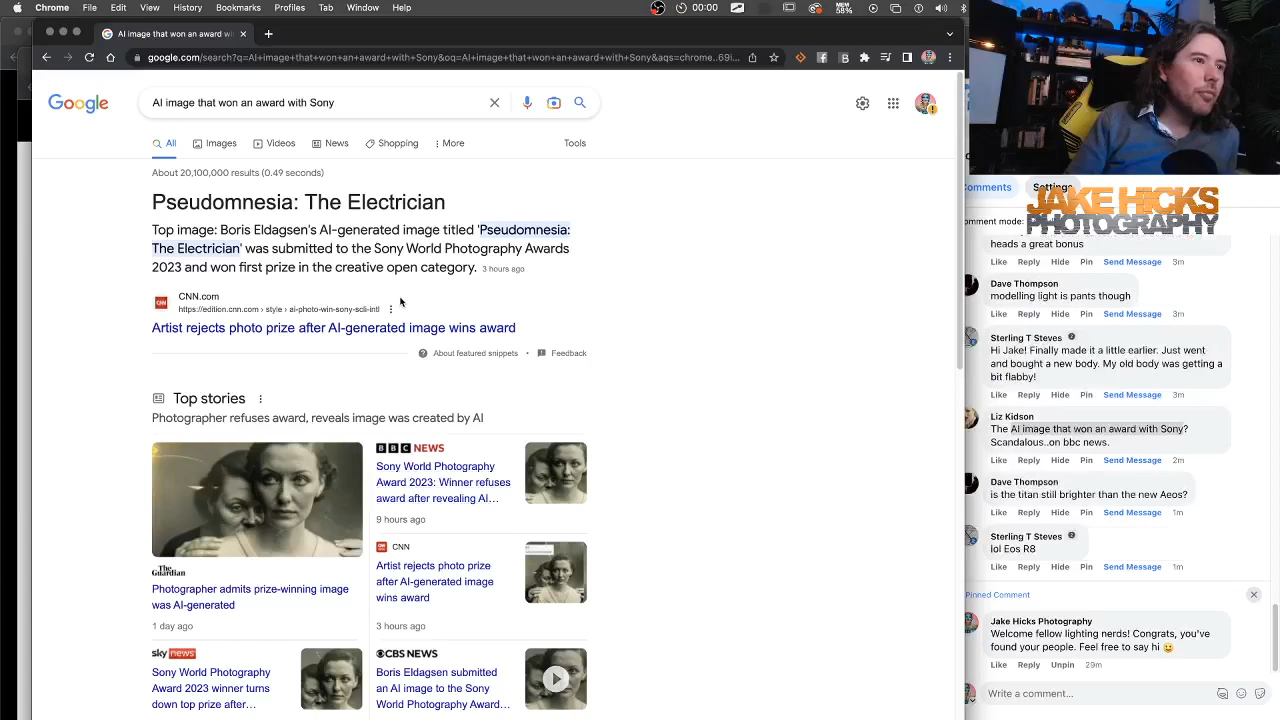 Chrome File Edit View History Bookmarks Profiles Tab Window Help 00:00 NEW 58%
AI image that won an award wi
google.com/search?q=AI+image+that+won+an+award+with+Sony&oq=AI+image+that+won+an+award+with+Sony&aqs=chrome..69i...
Google
AI image that won an award with Sony
All Images Videos News Shopping More Tools
About 20,100,000 results (0.49 seconds)
Pseudomnesia: The Electrician
Top image: Boris Eldagsen's AI-generated image titled 'Pseudomnesia:
The Electrician' was submitted to the Sony World Photography Awards
2023 and won first prize in the creative open category. 3 hours ago
CNN
CNN.com
https://edition.cnn.com › style › ai-photo-win-sony-scli-intl
Artist rejects photo prize after AI-generated image wins award
About featured snippets • Feedback
Top stories
Photographer refuses award, reveals image was created by AI
The Guardian
Photographer admits prize-winning image
was AI-generated
1 day ago
BBC NEWS
Sony World Photography
Award 2023: Winner refuses
award after revealing AI...
9 hours ago
CNN
Artist rejects photo prize
after AI-generated image
wins award
3 hours ago
sky news
Sony World Photography
Award 2023 winner turns
down top prize after...
CBS NEWS
Boris Eldagsen submitted
an AI image to the Sony
World Photography Award...
JAKE HICKS
PHOTOGRAPHY
omments Settings
omment mode:
heads a great bonus
Like Reply Hide Pin Send Message 3m
Dave Thompson
modelling light is pants though
Like Reply Hide Pin Send Message 3m
Sterling T Steves
Hi Jake! Finally made it a little earlier. Just went
and bought a new body. My old body was getting a
bit flabby!
Like Reply Hide Pin Send Message 3m
Liz Kidson
The AI image that won an award with Sony?
Scandalous..on bbc news.
Like Reply Hide Pin Send Message 2m
Dave Thompson
is the titan still brighter than the new Aeos?
Like Reply Hide Pin Send Message 1m
Sterling T Steves
lol Eos R8
Like Reply Hide Pin Send Message 1m
Pinned Comment
Jake Hicks Photography
Welcome fellow lighting nerds! Congrats, you've
found your people. Feel free to say hi 😀
Like Reply Unpin 29m
Write a comment...